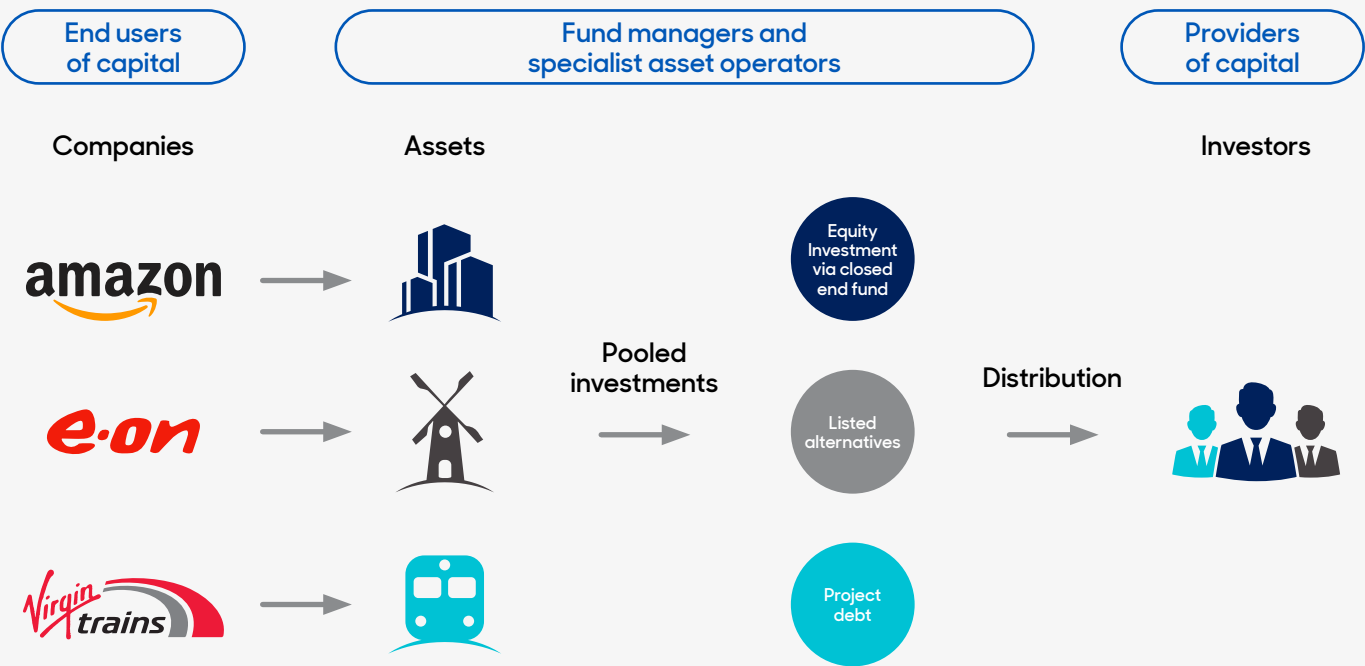 End users
of capital
Fund managers and
specialist asset operators
Providers
of capital
Companies
Assets
Investors
amazon
Equity
Investment
via closed
end fund
Pooled
investments
Distribution
e·on
Listed
alternatives
Virgin
trains
Project
debt